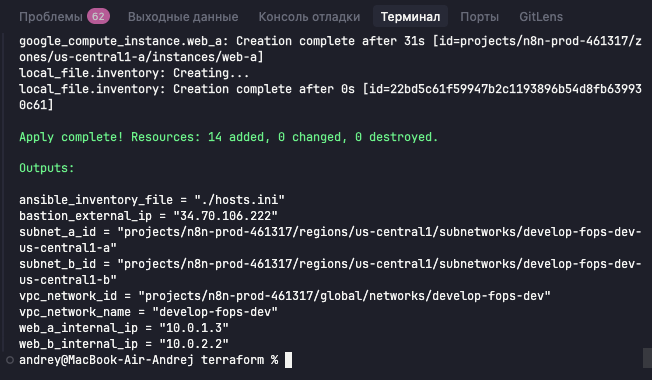 Проблемы 62 Выходные данные Консоль отладки Терминал Порты GitLens
google_compute_instance.web_a: Creation complete after 31s [id=projects/n8n-prod-461317/z
ones/us-central1-a/instances/web-a]
local_file.inventory: Creating...
local_file.inventory: Creation complete after 0s [id=22bd5c61f59947b2c1193896b54d8fb63993
0c61]
Apply complete! Resources: 14 added, 0 changed, 0 destroyed.
Outputs:
ansible_inventory_file = "./hosts.ini"
bastion_external_ip = "34.70.106.222"
subnet_a_id = "projects/n8n-prod-461317/regions/us-central1/subnetworks/develop-fops-dev-
us-central1-a"
subnet_b_id = "projects/n8n-prod-461317/regions/us-central1/subnetworks/develop-fops-dev-
us-central1-b"
vpc_network_id = "projects/n8n-prod-461317/global/networks/develop-fops-dev"
vpc_network_name = "develop-fops-dev"
web_a_internal_ip = "10.0.1.3"
web_b_internal_ip = "10.0.2.2"
andrey@MacBook-Air-Andrej terraform %